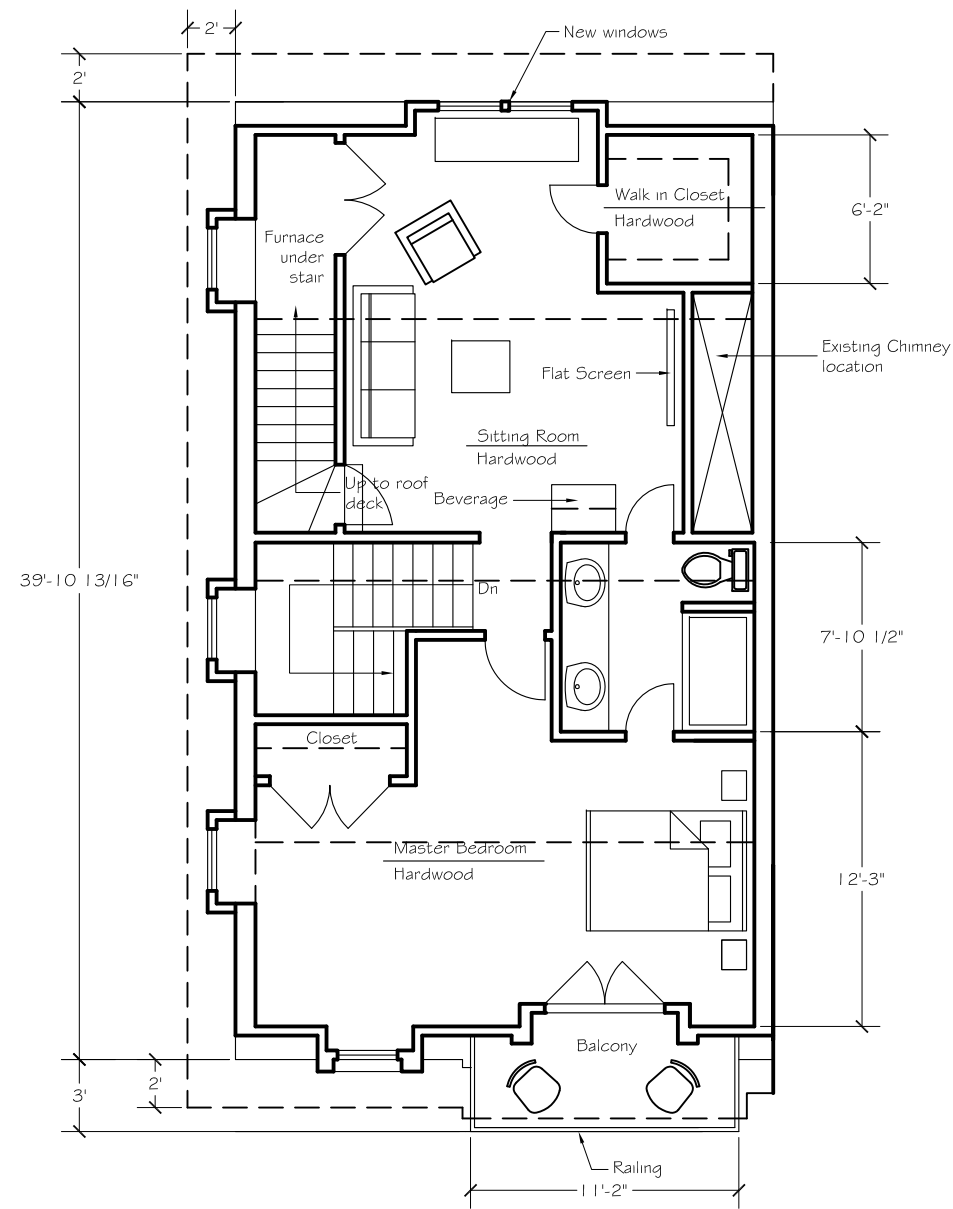 2'
New windows
2'
Walk in Closet
Hardwood
6'-2"
Furnace
under
stair
Existing Chimney
location
Flat Screen
Sitting Room
Hardwood
Up to roof
deck
Beverage
39'-10 13/16"
Dn
7'-10 1/2"
Closet
Master Bedroom
Hardwood
12'-3"
Balcony
2'
3'
Railing
11'-2"